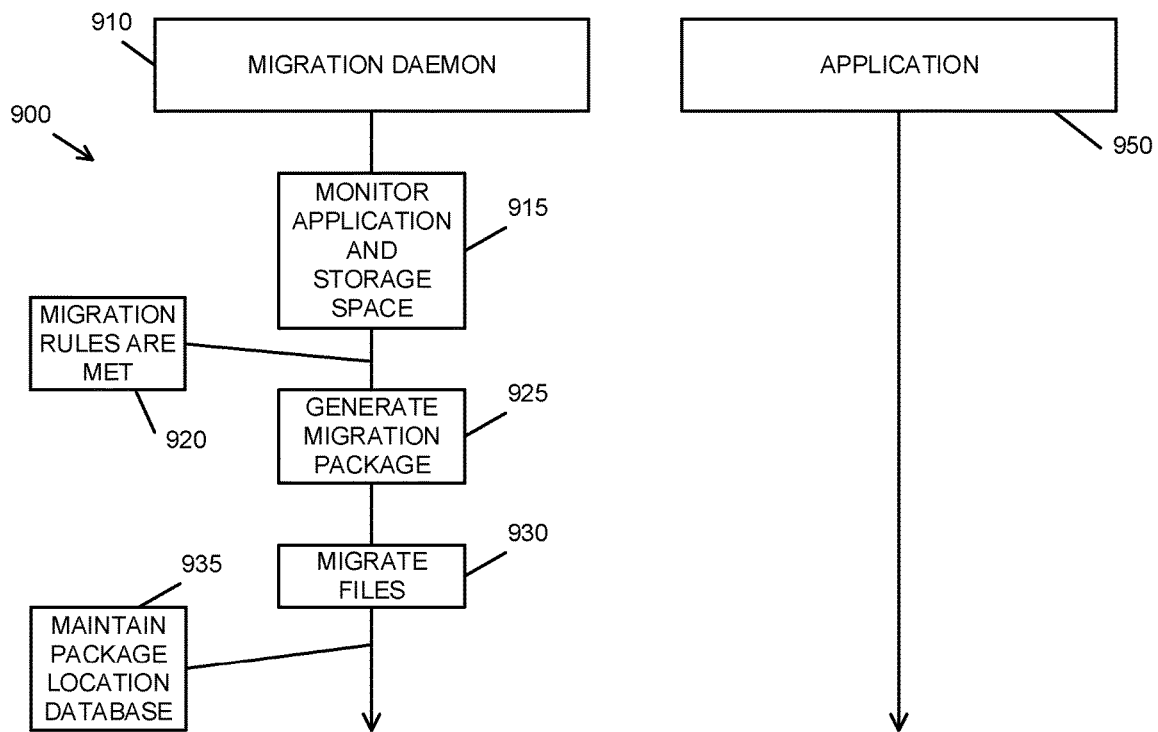 910
MIGRATION DAEMON
APPLICATION
900
950
MONITOR
APPLICATION
AND
STORAGE
SPACE
915
MIGRATION
RULES ARE
MET
920
GENERATE
MIGRATION
PACKAGE
925
MIGRATE
FILES
930
935
MAINTAIN
PACKAGE
LOCATION
DATABASE